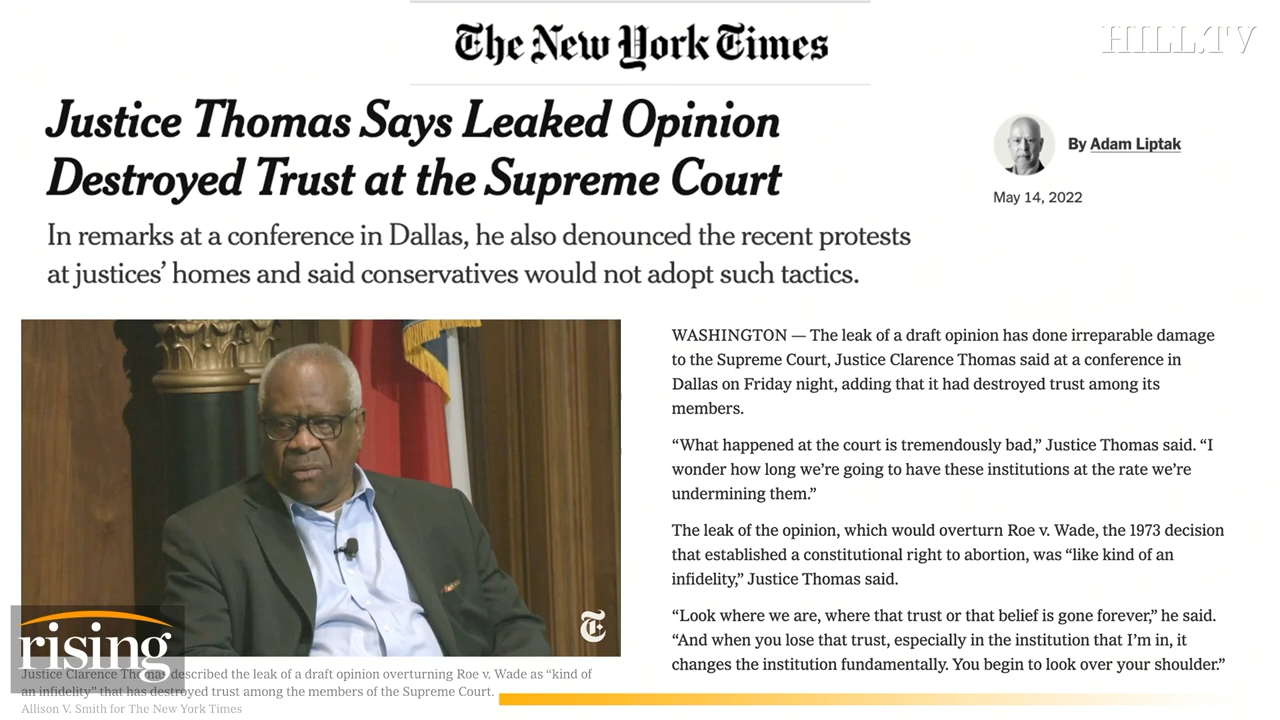 The New York Times
HILL.TV
Justice Thomas Says Leaked Opinion
Destroyed Trust at the Supreme Court
By Adam Liptak
May 14, 2022
In remarks at a conference in Dallas, he also denounced the recent protests
at justices’ homes and said conservatives would not adopt such tactics.
WASHINGTON — The leak of a draft opinion has done irreparable damage
to the Supreme Court, Justice Clarence Thomas said at a conference in
Dallas on Friday night, adding that it had destroyed trust among its
members.
“What happened at the court is tremendously bad,” Justice Thomas said. “I
wonder how long we’re going to have these institutions at the rate we’re
undermining them.”
The leak of the opinion, which would overturn Roe v. Wade, the 1973 decision
that established a constitutional right to abortion, was “like kind of an
infidelity,” Justice Thomas said.
“Look where we are, where that trust or that belief is gone forever,” he said.
“And when you lose that trust, especially in the institution that I’m in, it
changes the institution fundamentally. You begin to look over your shoulder.”
T
rising
Justice Clarence Thomas described the leak of a draft opinion overturning Roe v. Wade as “kind of
an infidelity” that has destroyed trust among the members of the Supreme Court.
Allison V. Smith for The New York Times